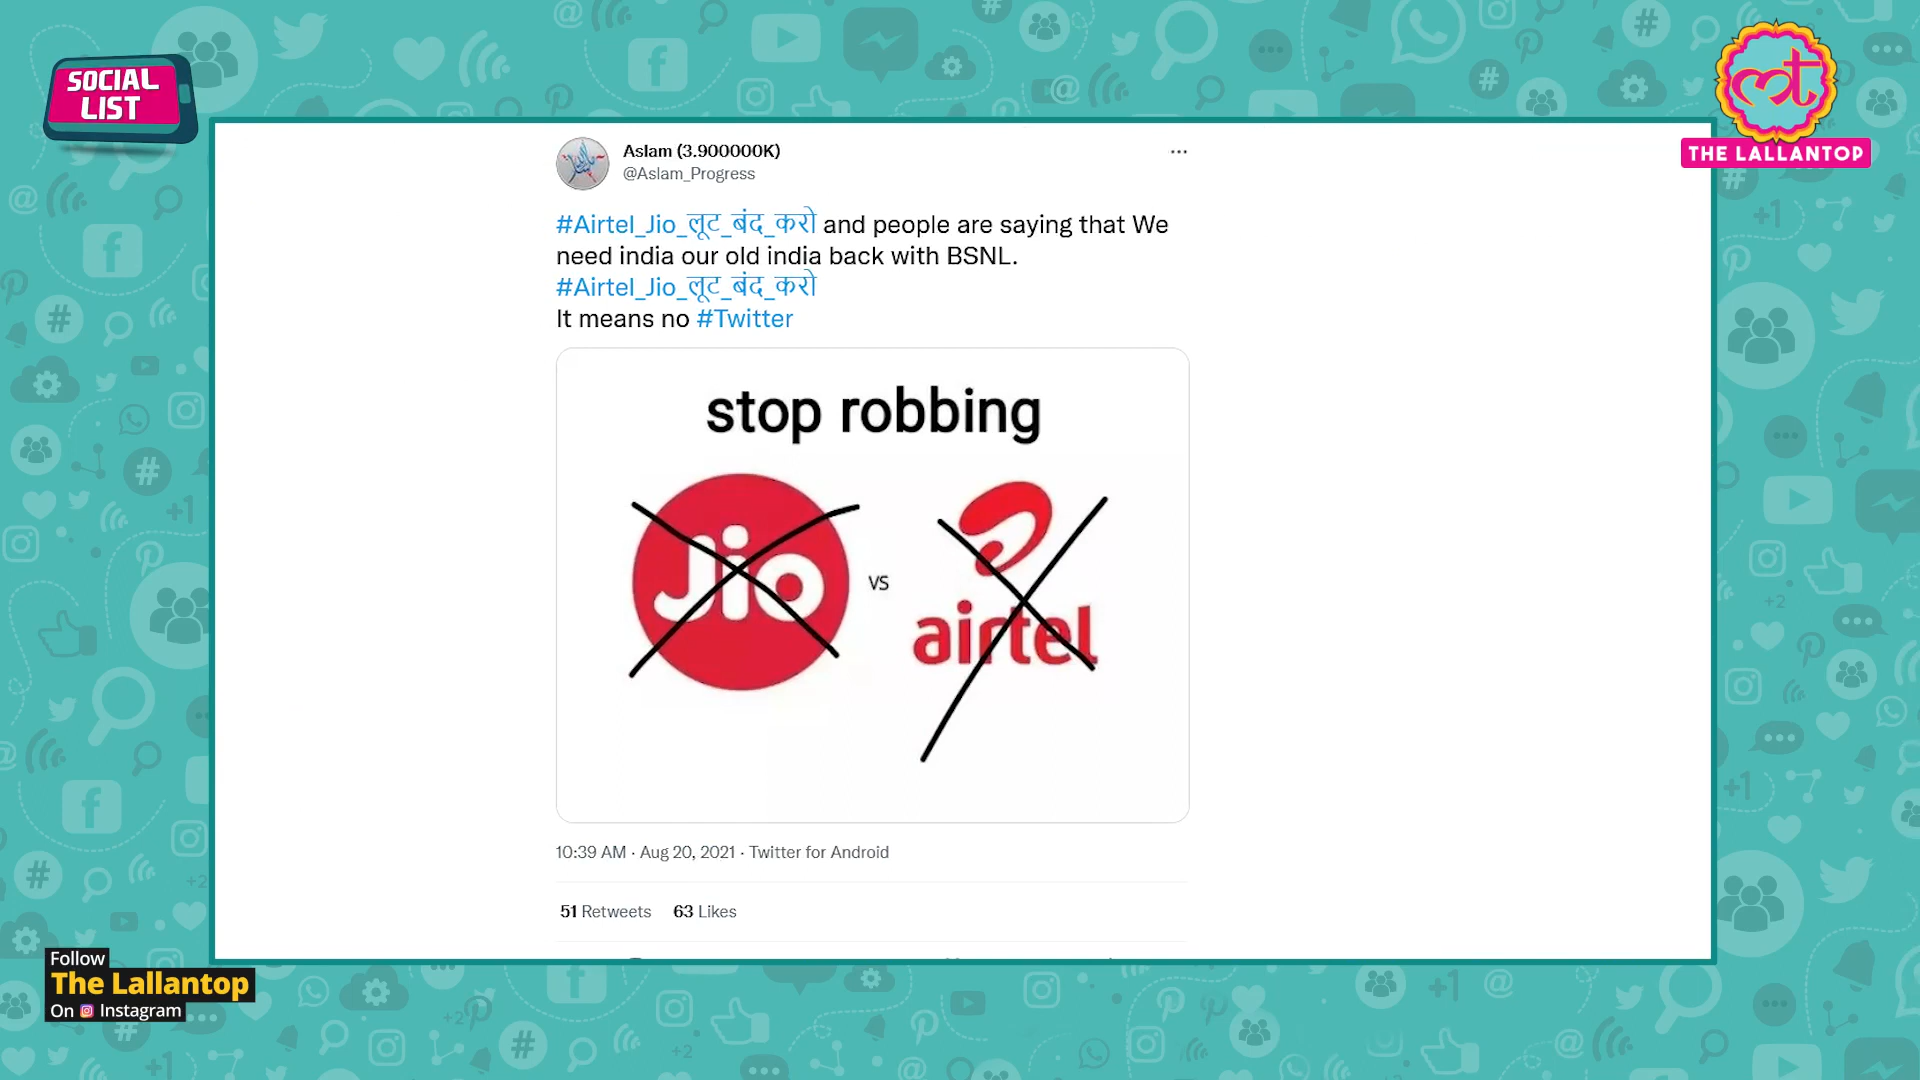 SOCIAL
LIST
THE LALLANTOP
Aslam (3.900000K)
@Aslam_Progress
#Airtel_Jio_लूट_बंद_करो and people are saying that We
need india our old india back with BSNL.
#Airtel_Jio_लूट_बंद_करो
It means no #Twitter
stop robbing
Jio
vs
airtel
10:39 AM · Aug 20, 2021 · Twitter for Android
51 Retweets 63 Likes
Follow
The Lallantop
On Instagram